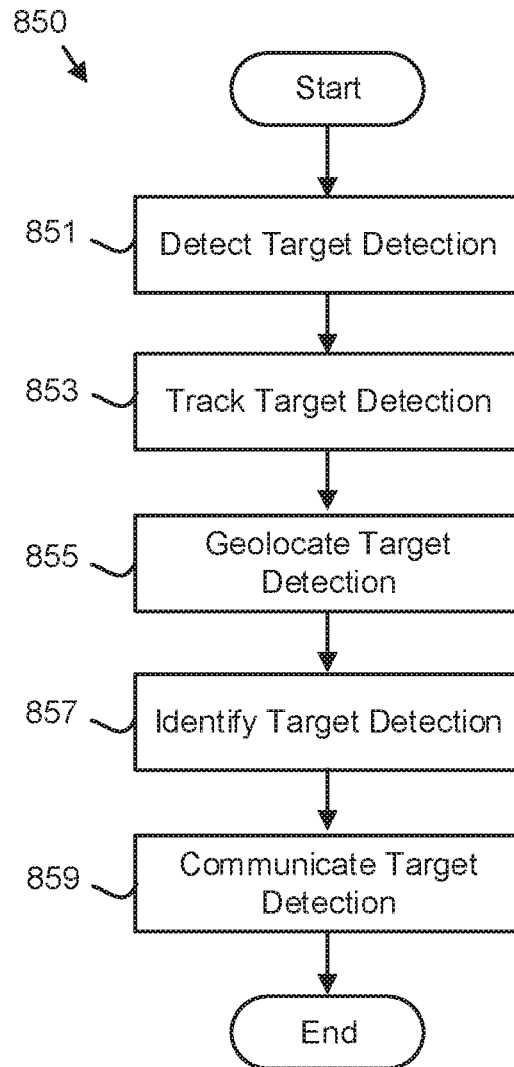 850
Start
851
Detect Target Detection
853
Track Target Detection
855
Geolocate Target
Detection
857
Identify Target Detection
859
Communicate Target
Detection
End